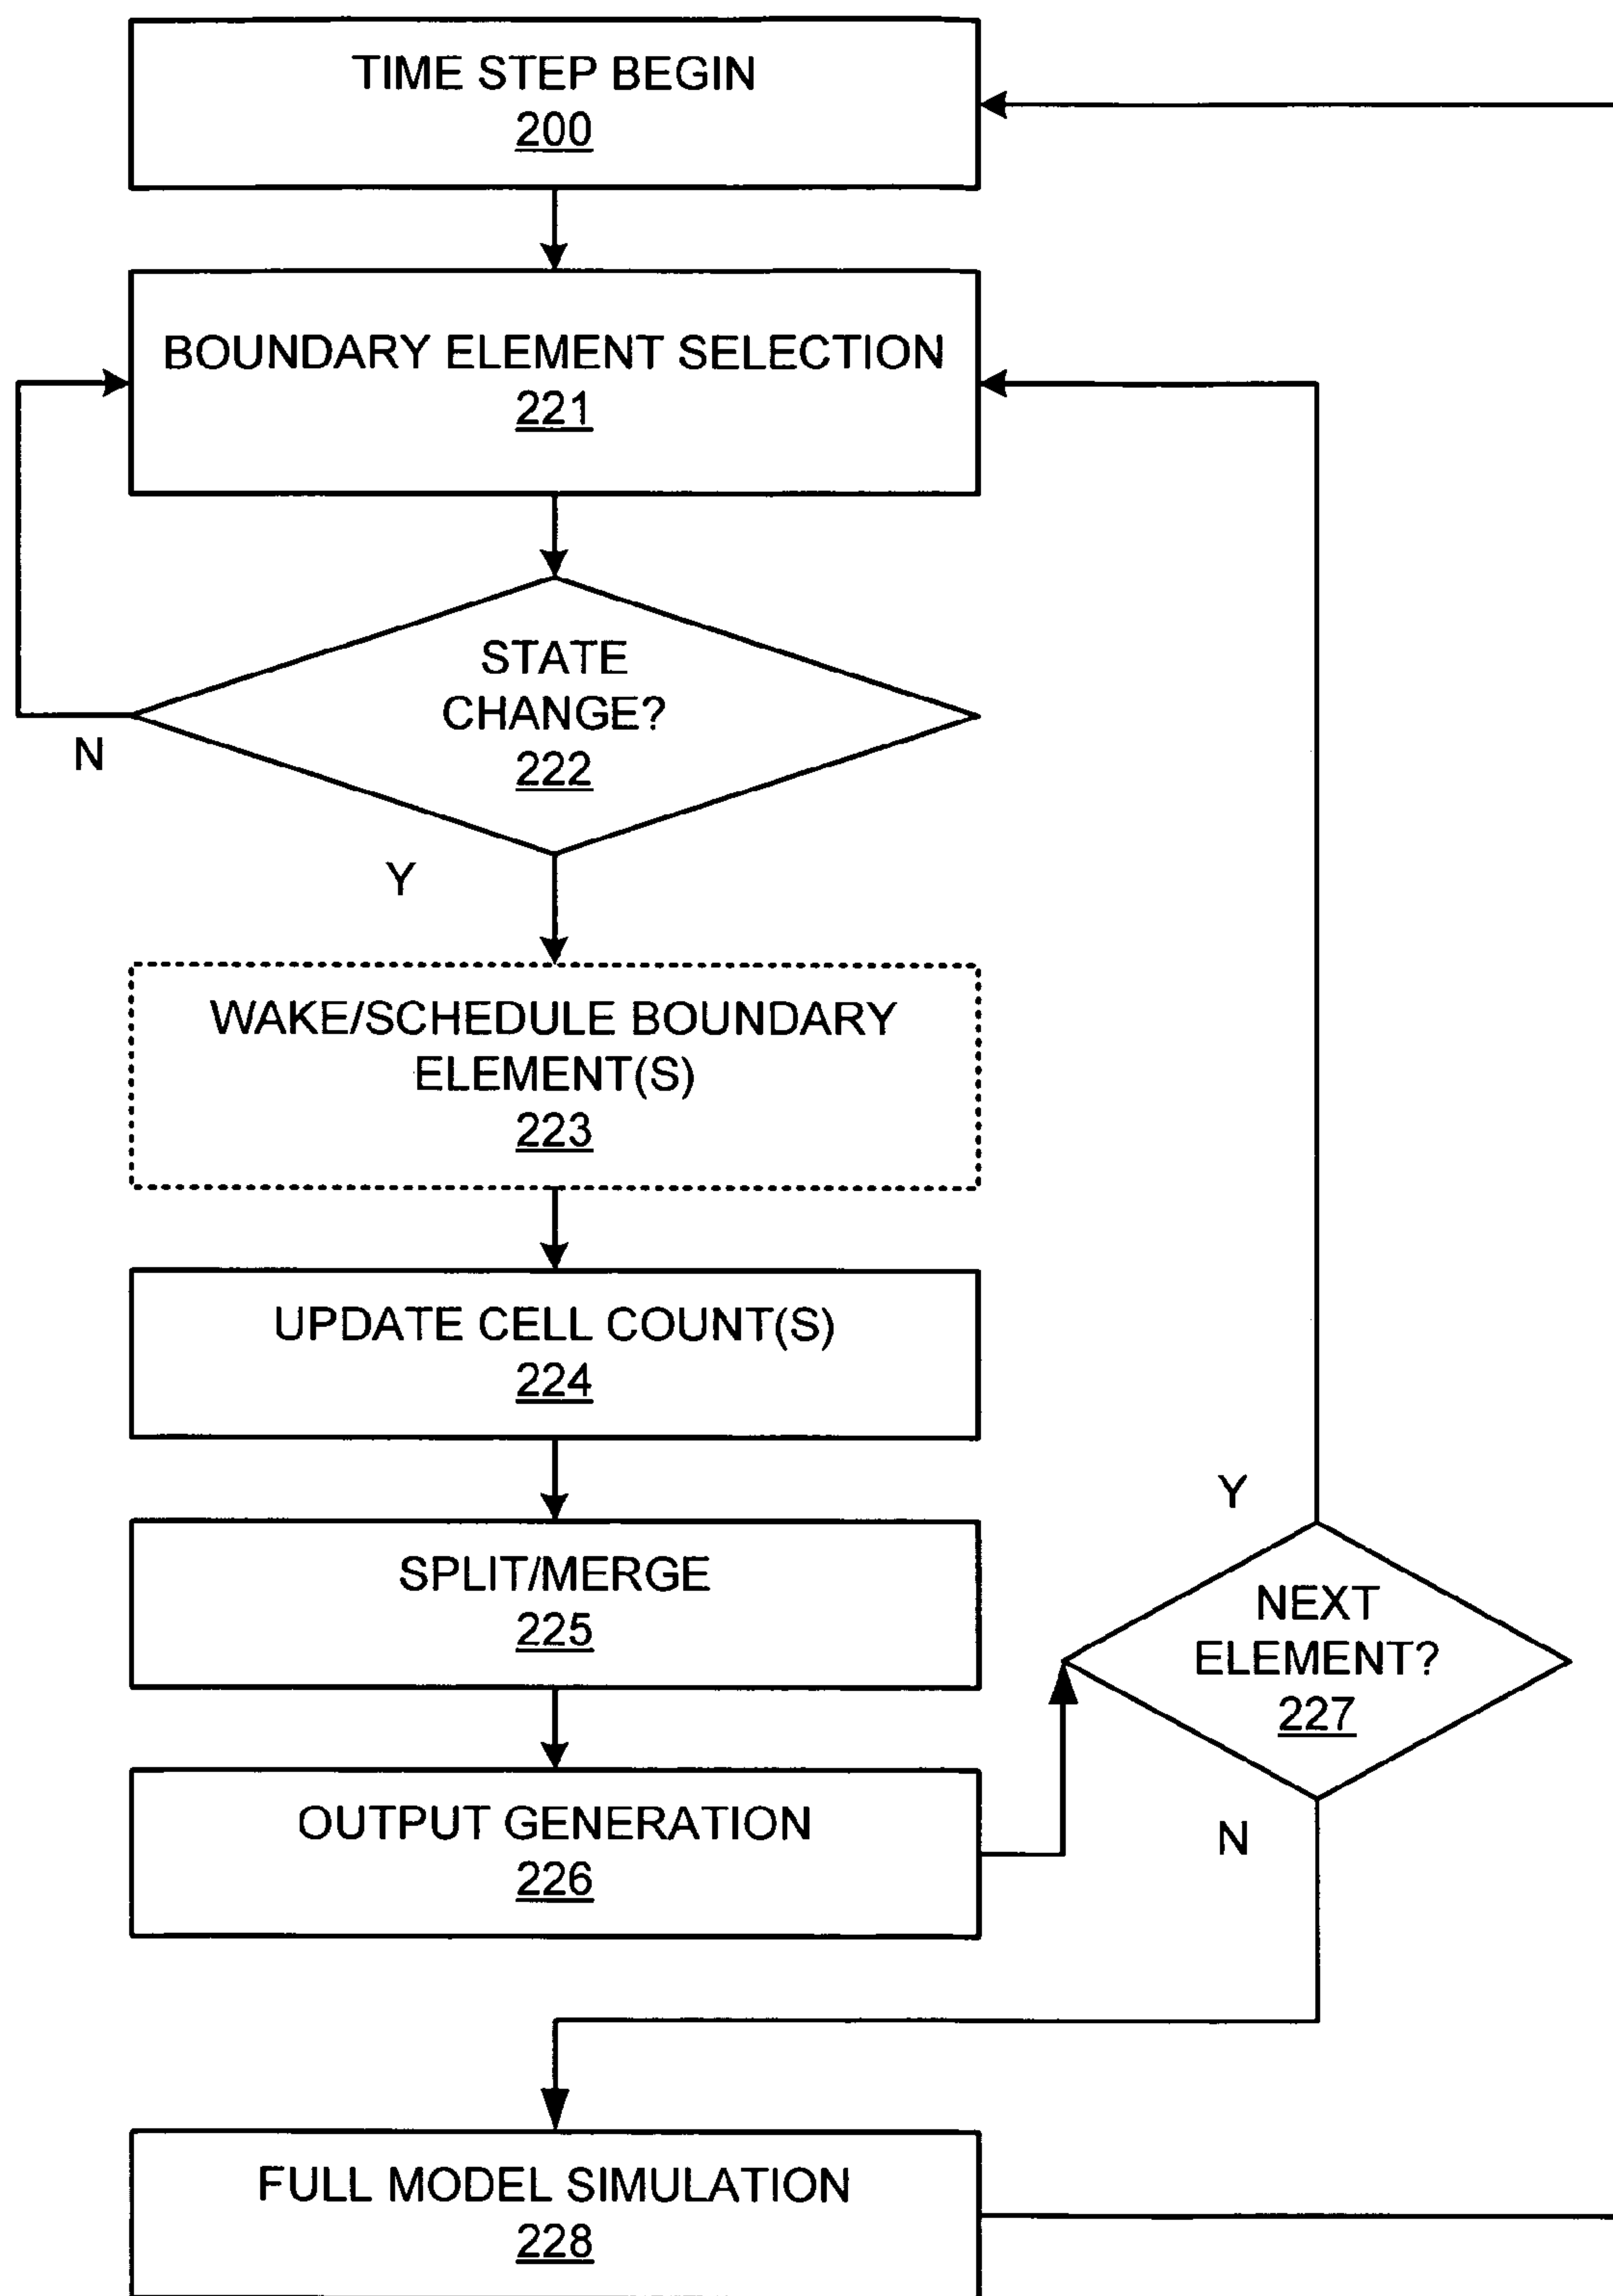 TIME STEP BEGIN
200
BOUNDARY ELEMENT SELECTION
221
STATE
CHANGE?
222
N
Y
WAKE/SCHEDULE BOUNDARY
ELEMENT(S)
223
UPDATE CELL COUNT(S)
224
SPLIT/MERGE
225
Y
NEXT
ELEMENT?
227
N
OUTPUT GENERATION
226
FULL MODEL SIMULATION
228